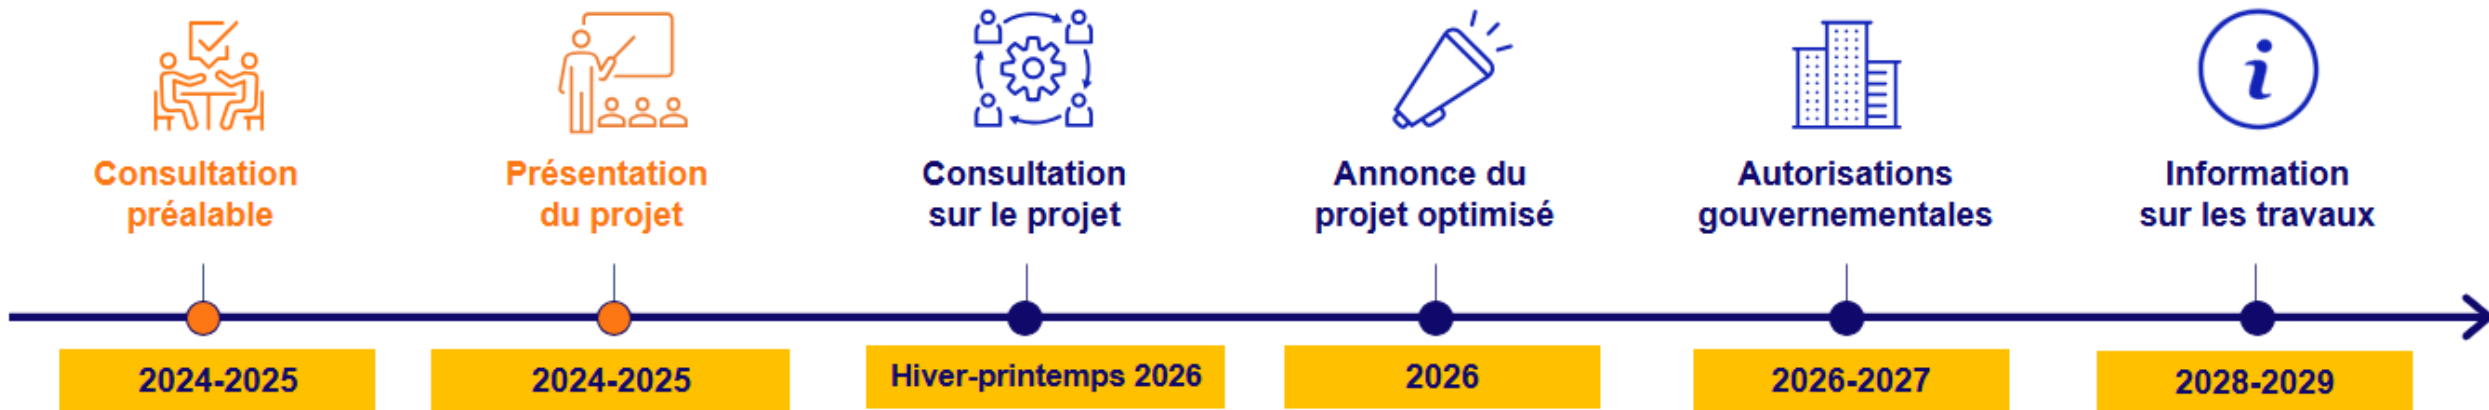 Consultation
préalable
Présentation
du projet
Consultation
sur le projet
Annonce du
projet optimisé
Autorisations
gouvernementales
Information
sur les travaux
2024-2025
2024-2025
Hiver-printemps 2026
2026
2026-2027
2028-2029